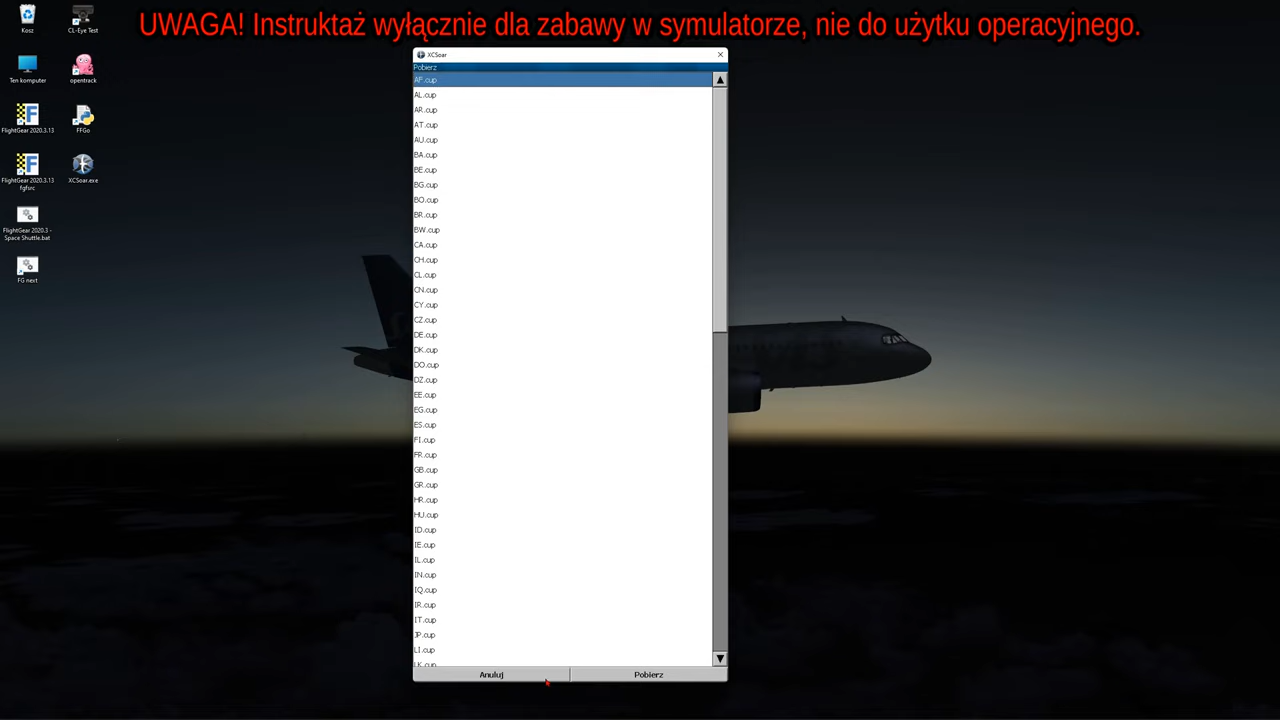 UWAGA! Instruktaż wyłącznie dla zabawy w symulatorze, nie do użytku operacyjnego.
Kosz
CL-Eye Test
Ten komputer
opentrack
FlightGear 2020.3.13
FFGo
FlightGear 2020.3.13
fgfsrc
XCSoar.exe
FlightGear 2020.3 -
Space Shuttle.bat
FG next
XCSoar
Pobierz
AF.cup
AL.cup
AR.cup
AT.cup
AU.cup
BA.cup
BE.cup
BG.cup
BO.cup
BR.cup
BW.cup
CA.cup
CH.cup
CL.cup
CN.cup
CY.cup
CZ.cup
DE.cup
DK.cup
DO.cup
DZ.cup
EE.cup
EG.cup
ES.cup
FI.cup
FR.cup
GB.cup
GR.cup
HR.cup
HU.cup
ID.cup
IE.cup
IL.cup
IN.cup
IQ.cup
IR.cup
IT.cup
JP.cup
LI.cup
LK.cup
Anuluj
Pobierz